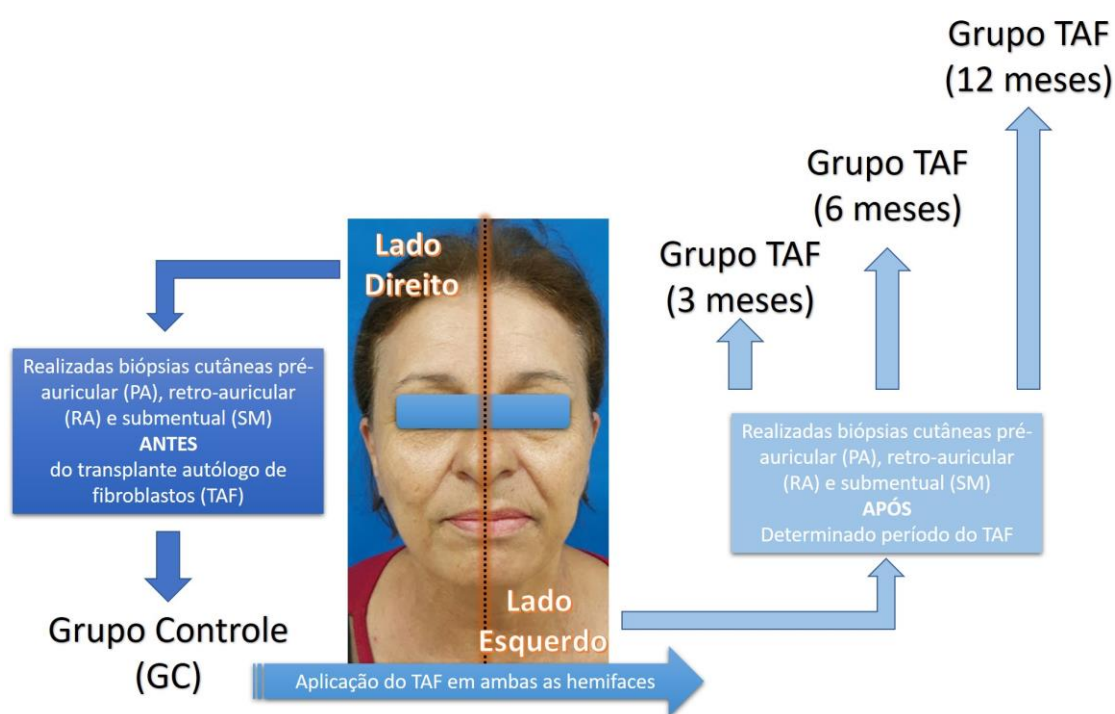 Grupo TAF
(12 meses)
Grupo TAF
(6 meses)
Grupo TAF
(3 meses)
Lado
Direito
Realizadas biópsias cutâneas pré-
auricular (PA), retro-auricular
(RA) e submentual (SM)
ANTES
do transplante autólogo de
fibroblastos (TAF)
Grupo Controle
(GC)
Realizadas biópsias cutâneas pré-
auricular (PA), retro-auricular
(RA) e submentual (SM)
APÓS
Determinado período do TAF
Lado
Esquerdo
Aplicação do TAF em ambas as hemifaces